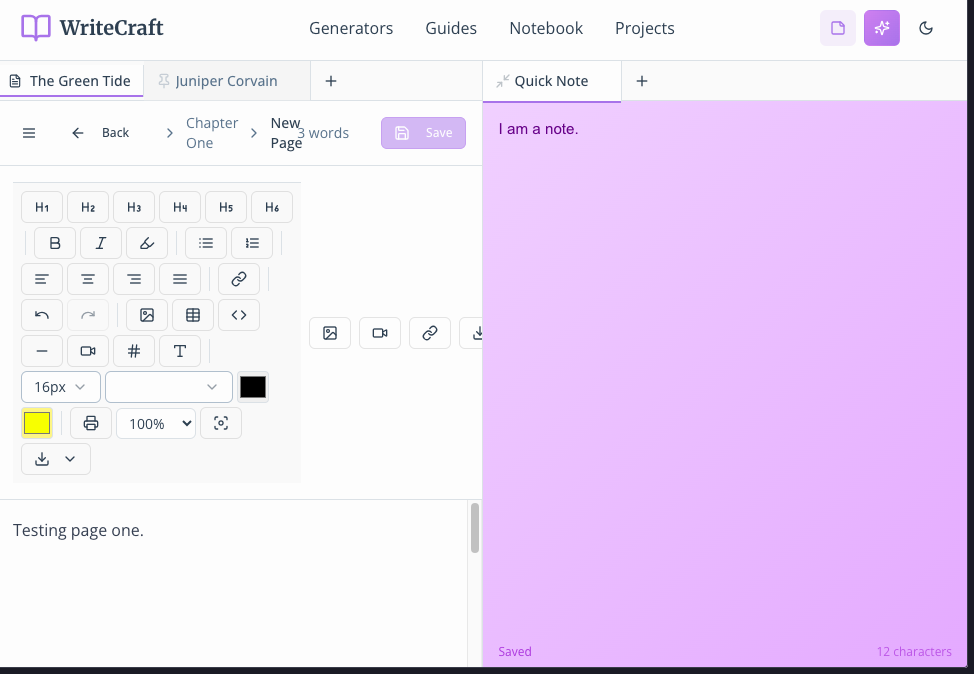 WriteCraft
Generators Guides Notebook Projects
The Green Tide Juniper Corvain
Quick Note
Back Chapter One New Page 3 words Save
H1 H2 H3 H4 H5 H6
B I
# T
16px
100%
Testing page one.
I am a note.
Saved 12 characters